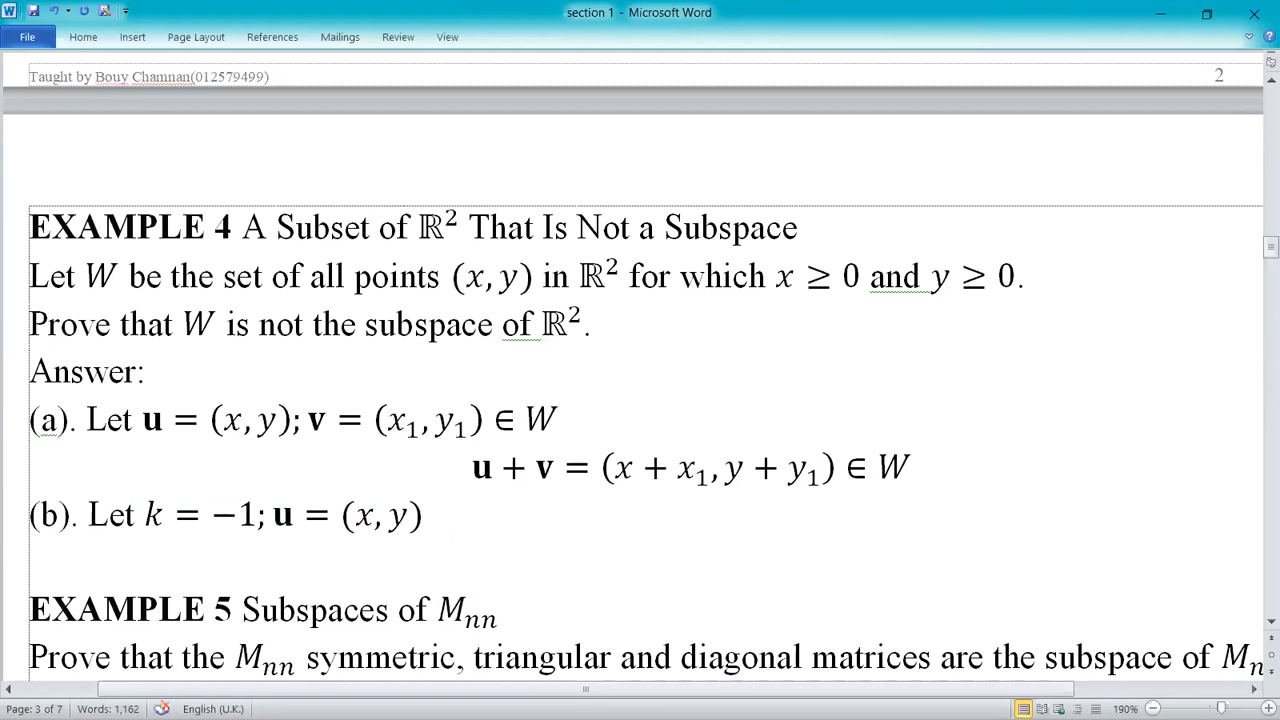 section 1 - Microsoft Word
File Home Insert Page Layout References Mailings Review View
Taught by Bouy Chamnan(012579499) 2
EXAMPLE 4 A Subset of ℝ² That Is Not a Subspace
Let W be the set of all points (x, y) in ℝ² for which x ≥ 0 and y ≥ 0.
Prove that W is not the subspace of ℝ².
Answer:
(a). Let u = (x, y); v = (x₁, y₁) ∈ W
u + v = (x + x₁, y + y₁) ∈ W
(b). Let k = −1; u = (x, y)
EXAMPLE 5 Subspaces of Mₙₙ
Prove that the Mₙₙ symmetric, triangular and diagonal matrices are the subspace of Mₙ
Page: 3 of 7 Words: 1,162 English (U.K.) 190%